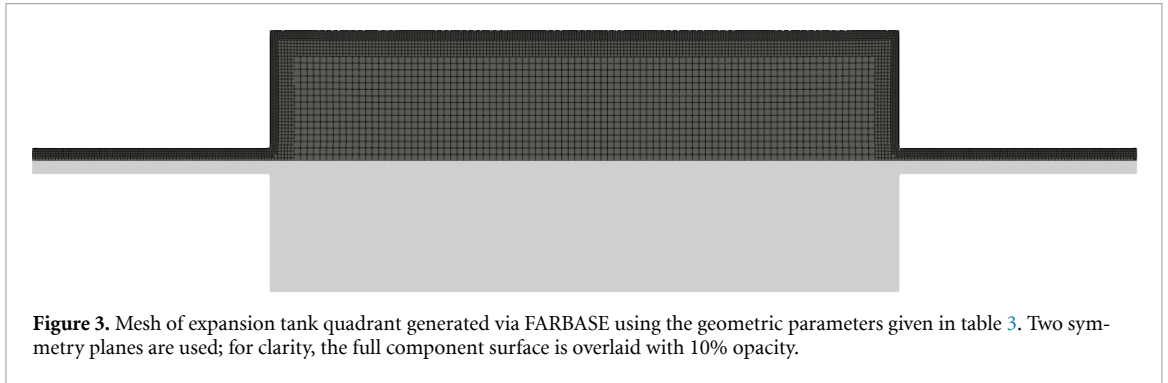 Figure 3. Mesh of expansion tank quadrant generated via FARBASE using the geometric parameters given in table 3. Two sym-
metry planes are used; for clarity, the full component surface is overlaid with 10% opacity.